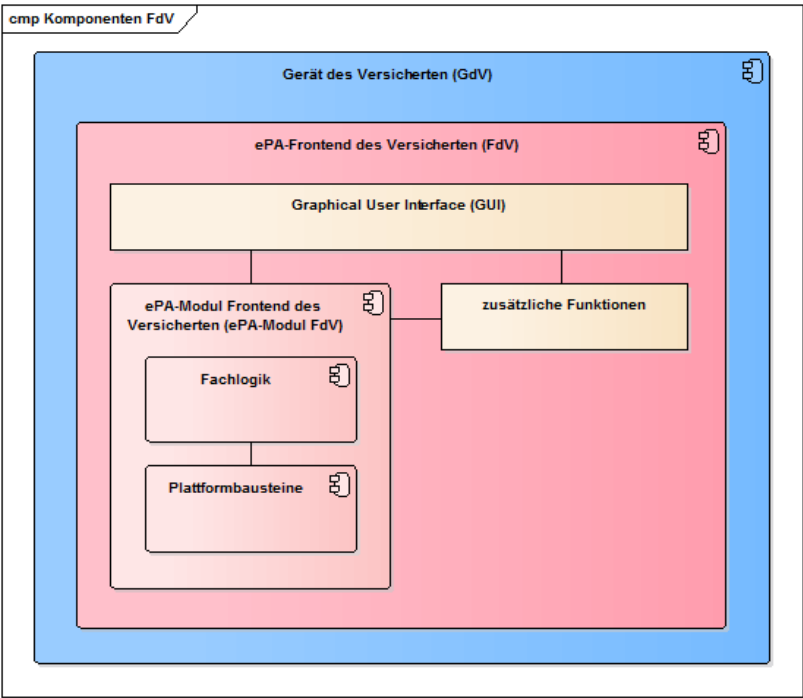 cmp Komponenten FdV
Gerät des Versicherten (GdV)
ePA-Frontend des Versicherten (FdV)
Graphical User Interface (GUI)
ePA-Modul Frontend des
Versicherten (ePA-Modul FdV)
zusätzliche Funktionen
Fachlogik
Plattformbausteine